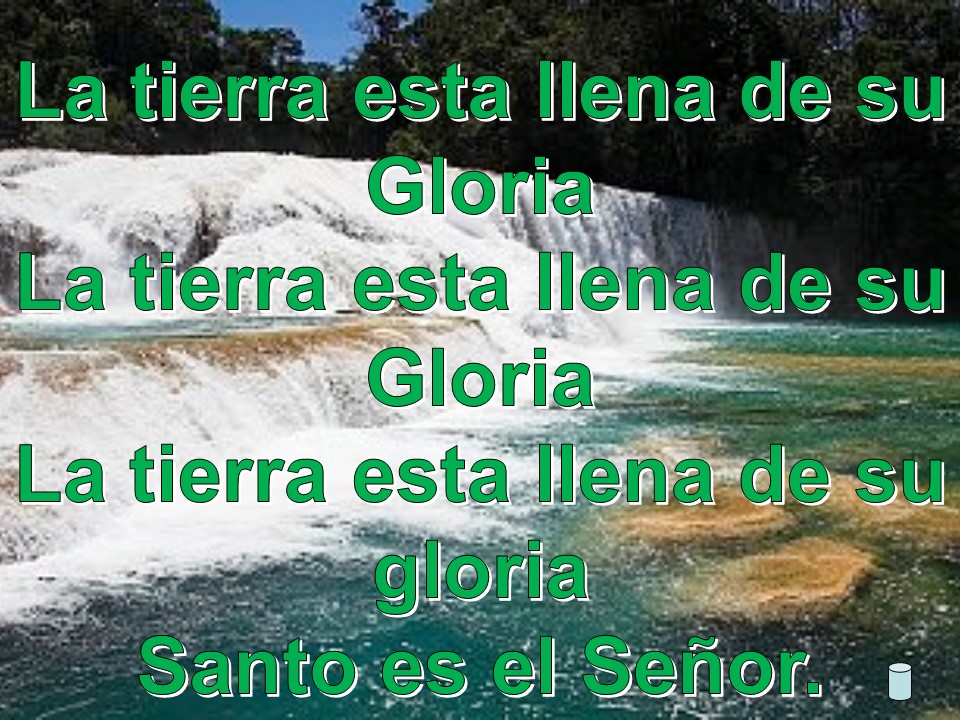 La tierra esta llena de su
Gloria
La tierra esta llena de su
Gloria
La tierra esta llena de su
gloria
Santo es el Señor.